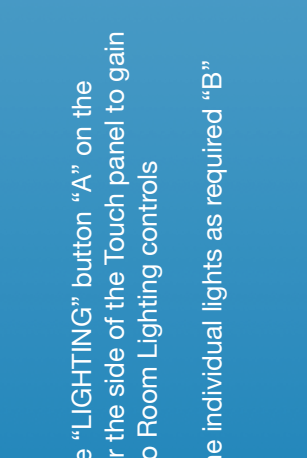 e “LIGHTING” button “A” on the
r the side of the Touch panel to gain
o Room Lighting controls
e individual lights as required “B”